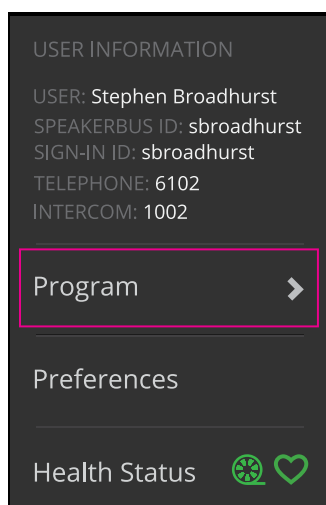 USER INFORMATION
USER: Stephen Broadhurst
SPEAKERBUS ID: sbroadhurst
SIGN-IN ID: sbroadhurst
TELEPHONE: 6102
INTERCOM: 1002
Program
Preferences
Health Status